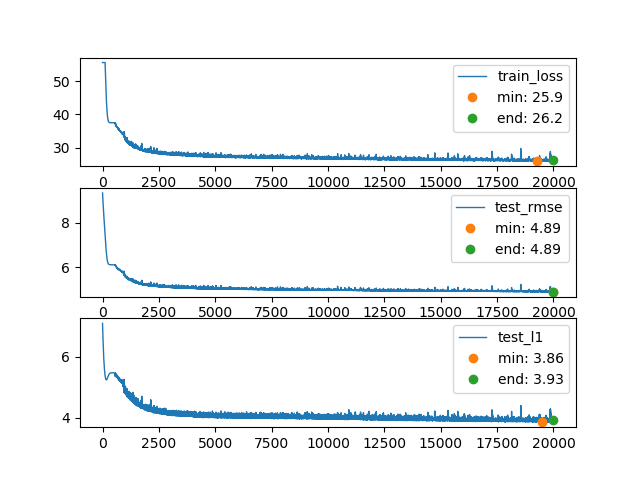 50
40
30
train_loss
min: 25.9
end: 26.2
0 2500 5000 7500 10000 12500 15000 17500 20000
8
6
test_rmse
min: 4.89
end: 4.89
0 2500 5000 7500 10000 12500 15000 17500 20000
6
4
test_l1
min: 3.86
end: 3.93
0 2500 5000 7500 10000 12500 15000 17500 20000